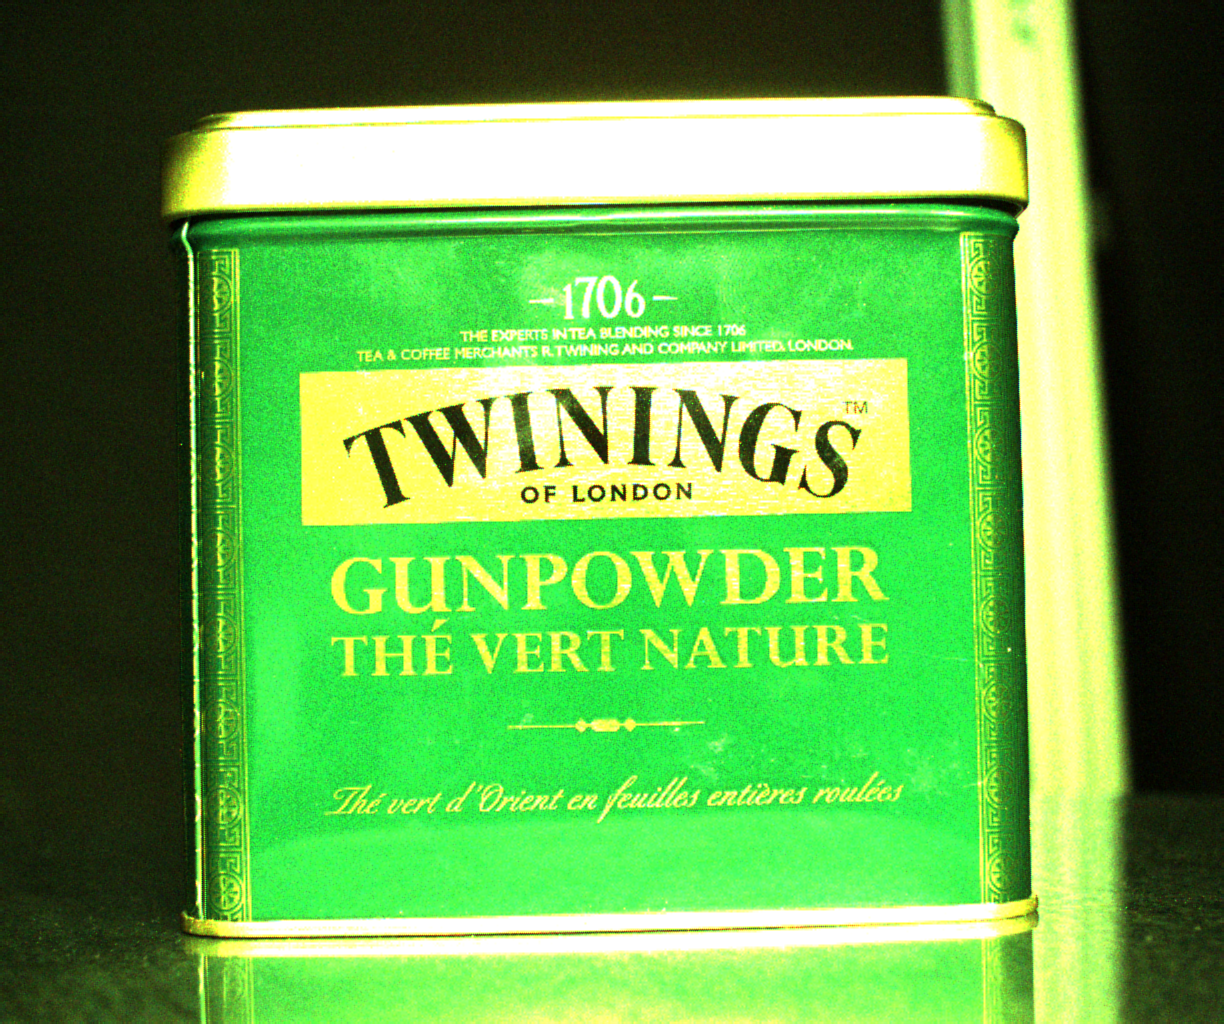 -1706-
THE EXPERTS IN TEA BLENDING SINCE 1706
TEA & COFFEE MERCHANTS R. TWINING AND COMPANY LIMITED. LONDON.
TWININGS™
OF LONDON
GUNPOWDER
THÉ VERT NATURE
Thé vert d'Orient en feuilles entières roulées